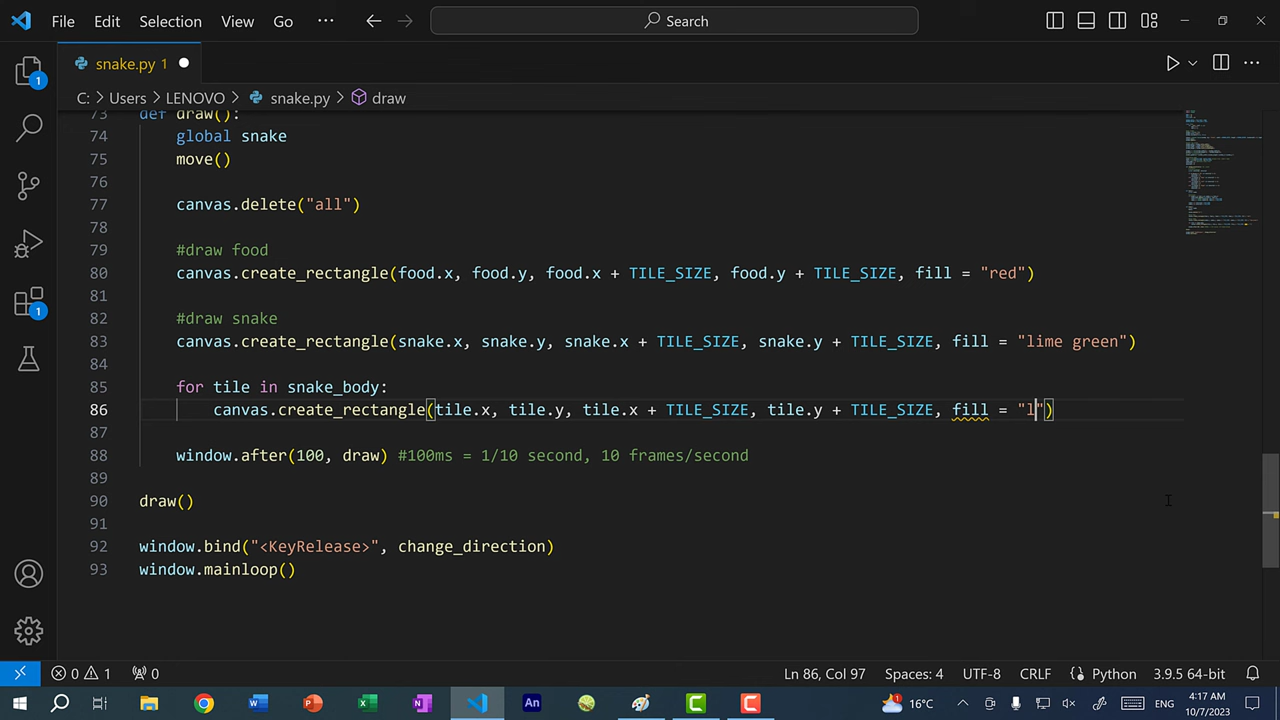 File Edit Selection View Go ··· Search
snake.py 1
C: > Users > LENOVO > snake.py > draw
73 def draw():
74 global snake
75 move()
76
77 canvas.delete("all")
78
79 #draw food
80 canvas.create_rectangle(food.x, food.y, food.x + TILE_SIZE, food.y + TILE_SIZE, fill = "red")
81
82 #draw snake
83 canvas.create_rectangle(snake.x, snake.y, snake.x + TILE_SIZE, snake.y + TILE_SIZE, fill = "lime green")
84
85 for tile in snake_body:
86 canvas.create_rectangle(tile.x, tile.y, tile.x + TILE_SIZE, tile.y + TILE_SIZE, fill = "l")
87
88 window.after(100, draw) #100ms = 1/10 second, 10 frames/second
89
90 draw()
91
92 window.bind("<KeyRelease>", change_direction)
93 window.mainloop()
1
1
0 1 0 Ln 86, Col 97 Spaces: 4 UTF-8 CRLF Python 3.9.5 64-bit
W P X N An C C 16°C 4:17 AM
10/7/2023